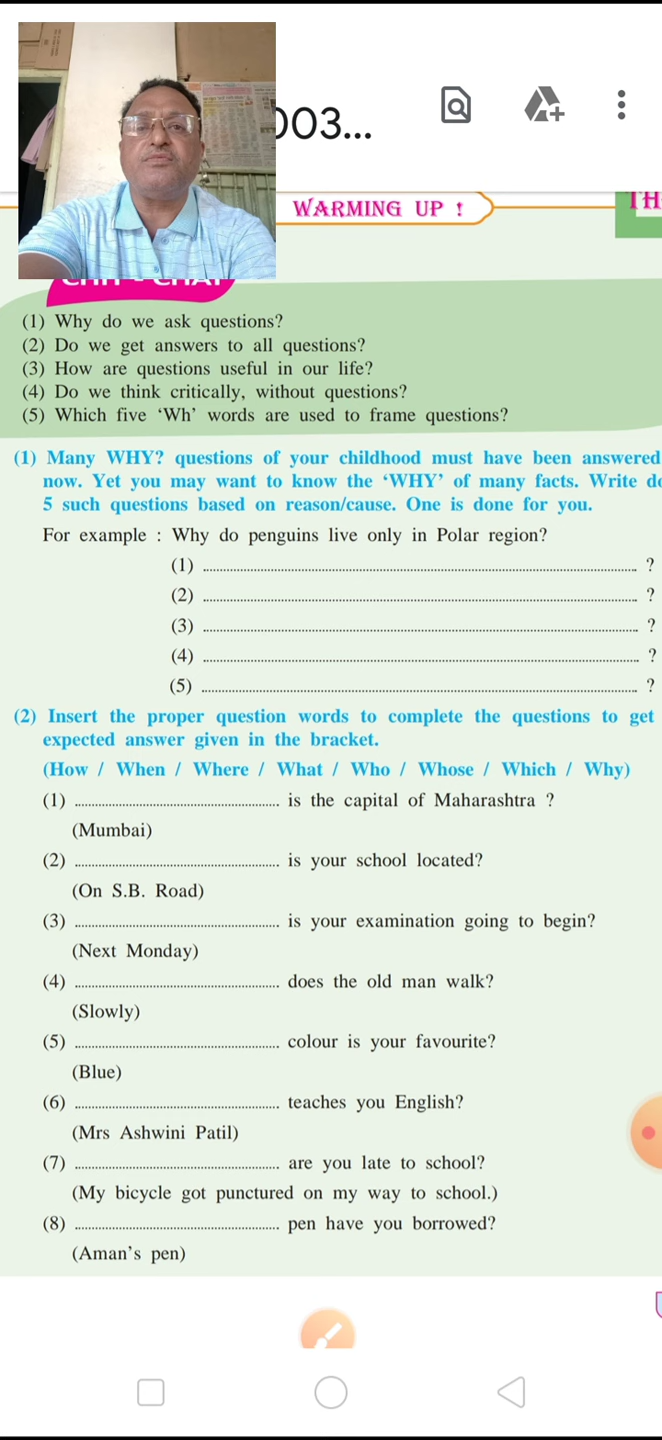 003...
WARMING UP !
TH
CHIT - CHAT
(1) Why do we ask questions?
(2) Do we get answers to all questions?
(3) How are questions useful in our life?
(4) Do we think critically, without questions?
(5) Which five ‘Wh’ words are used to frame questions?
(1) Many WHY? questions of your childhood must have been answered
now. Yet you may want to know the ‘WHY’ of many facts. Write do
5 such questions based on reason/cause. One is done for you.
For example : Why do penguins live only in Polar region?
(1) .......................................................... ?
(2) .......................................................... ?
(3) .......................................................... ?
(4) .......................................................... ?
(5) .......................................................... ?
(2) Insert the proper question words to complete the questions to get
expected answer given in the bracket.
(How / When / Where / What / Who / Whose / Which / Why)
(1) .............................. is the capital of Maharashtra ?
(Mumbai)
(2) .............................. is your school located?
(On S.B. Road)
(3) .............................. is your examination going to begin?
(Next Monday)
(4) .............................. does the old man walk?
(Slowly)
(5) .............................. colour is your favourite?
(Blue)
(6) .............................. teaches you English?
(Mrs Ashwini Patil)
(7) .............................. are you late to school?
(My bicycle got punctured on my way to school.)
(8) .............................. pen have you borrowed?
(Aman’s pen)